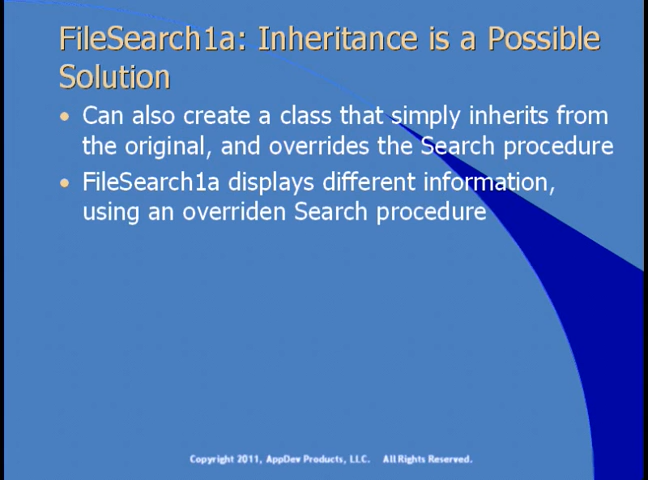 FileSearch1a: Inheritance is a Possible
Solution
• Can also create a class that simply inherits from
the original, and overrides the Search procedure
• FileSearch1a displays different information,
using an overriden Search procedure
Copyright 2011, AppDev Products, LLC. All Rights Reserved.